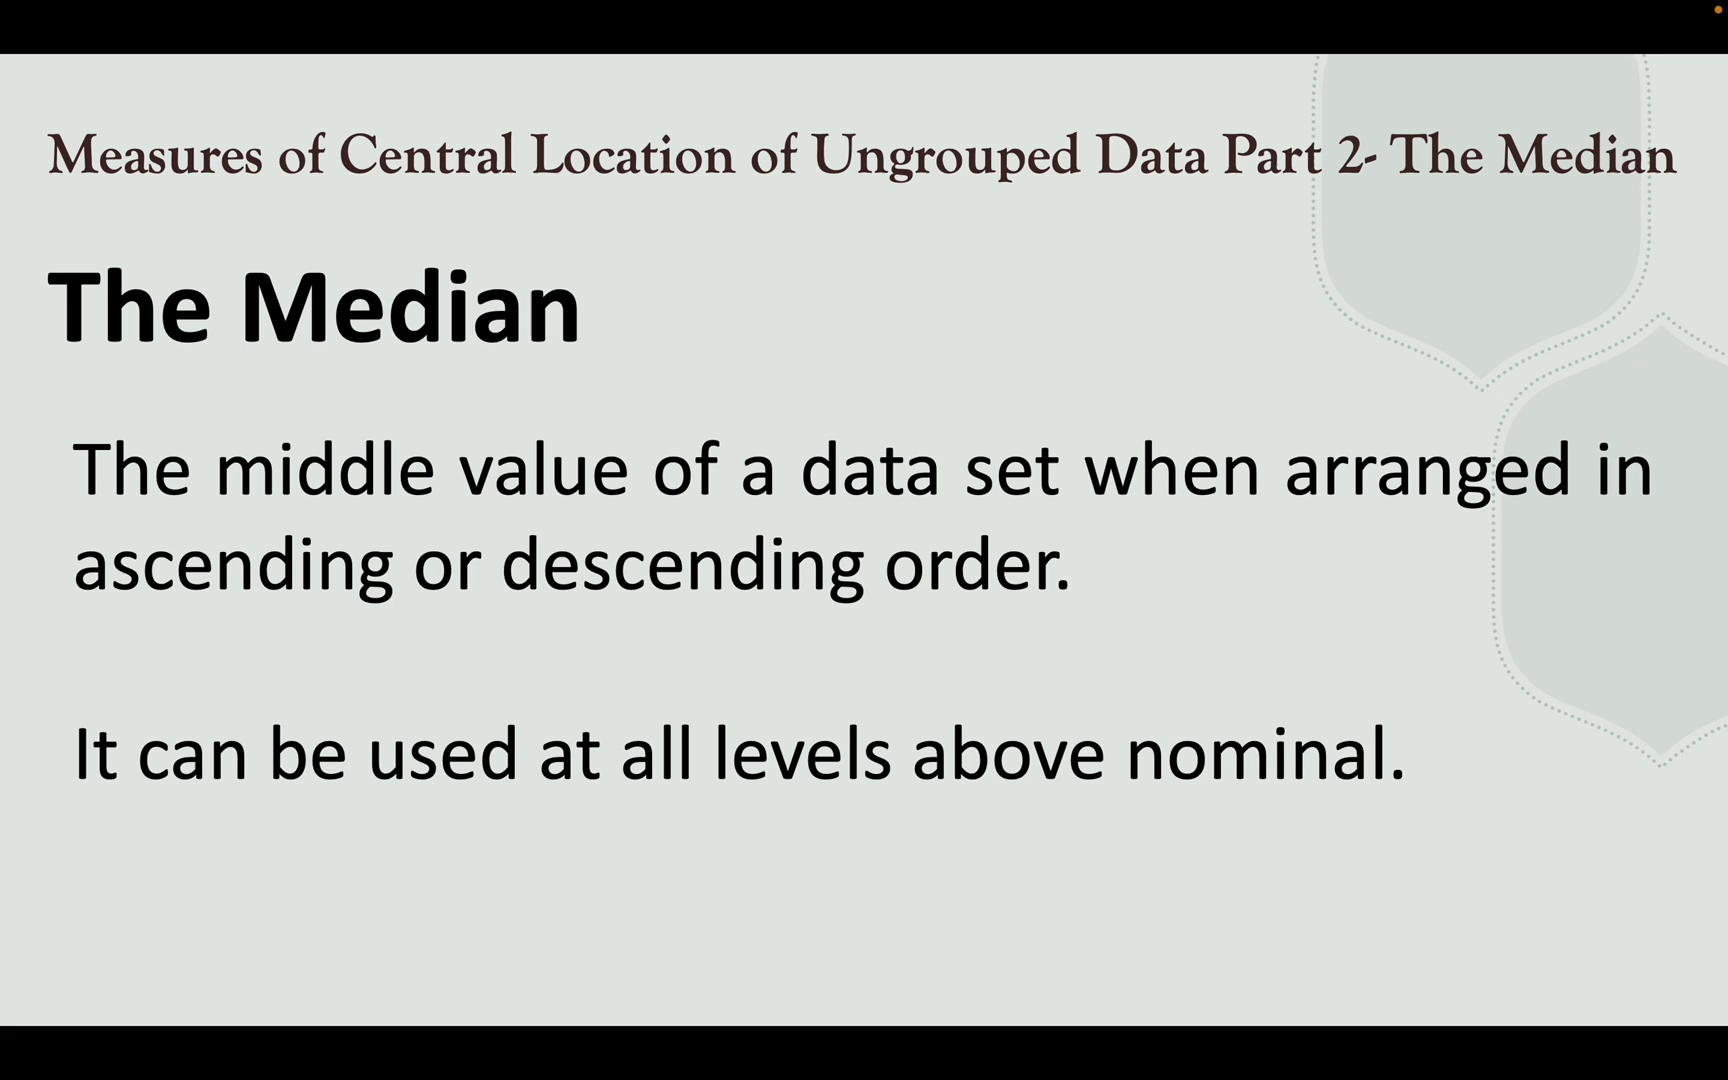 Measures of Central Location of Ungrouped Data Part 2- The Median
The Median
The middle value of a data set when arranged in
ascending or descending order.
It can be used at all levels above nominal.